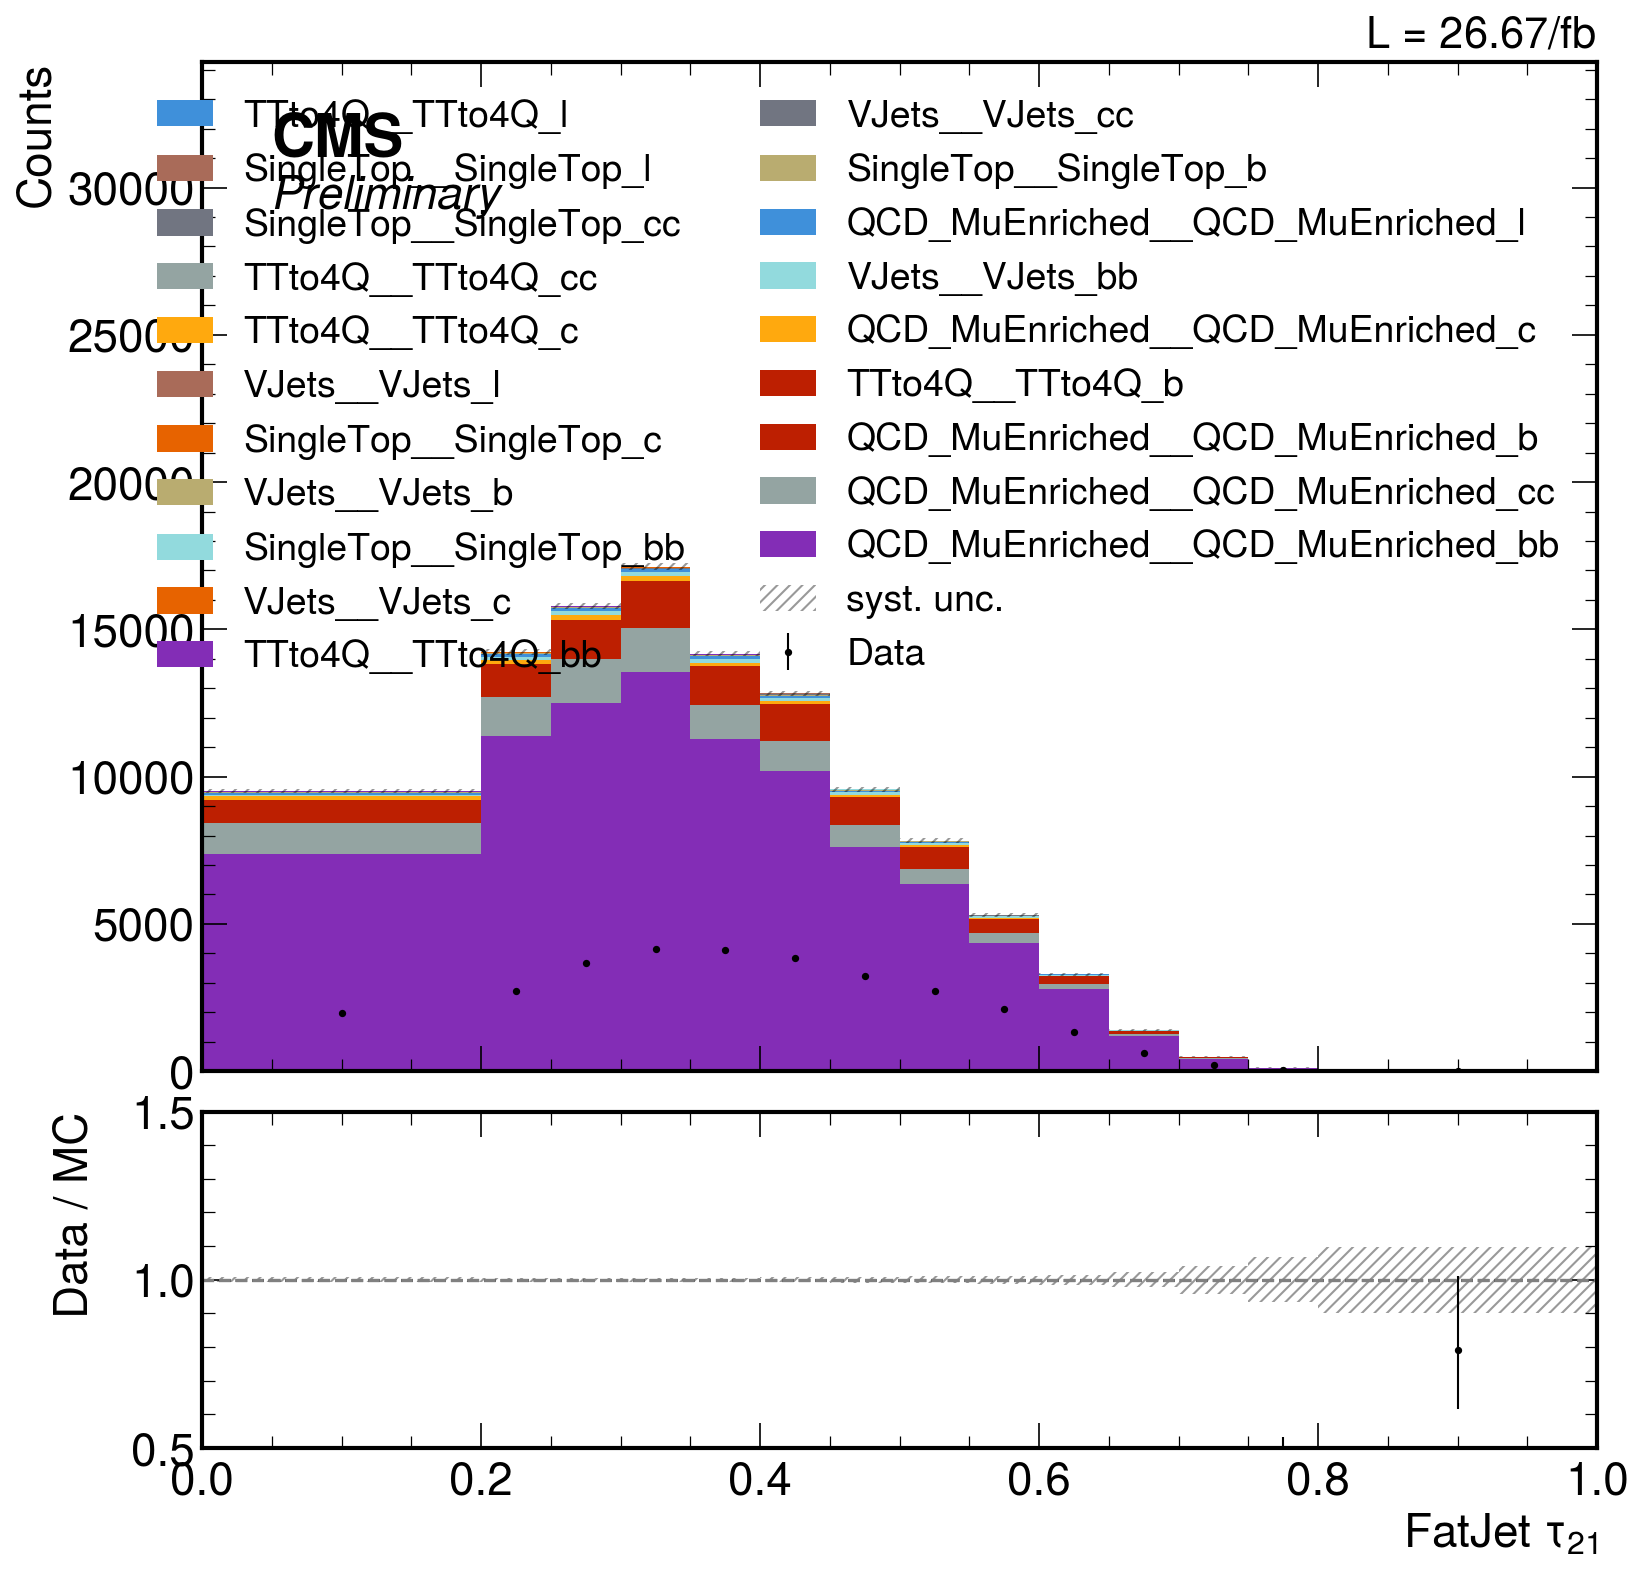 L = 26.67/fb
Counts
CMS
Preliminary
TTto4Q__TTto4Q_l
SingleTop__SingleTop_l
SingleTop__SingleTop_cc
TTto4Q__TTto4Q_cc
TTto4Q__TTto4Q_c
VJets__VJets_l
SingleTop__SingleTop_c
VJets__VJets_b
SingleTop__SingleTop_bb
VJets__VJets_c
TTto4Q__TTto4Q_bb
VJets__VJets_cc
SingleTop__SingleTop_b
QCD_MuEnriched__QCD_MuEnriched_l
VJets__VJets_bb
QCD_MuEnriched__QCD_MuEnriched_c
TTto4Q__TTto4Q_b
QCD_MuEnriched__QCD_MuEnriched_b
QCD_MuEnriched__QCD_MuEnriched_cc
QCD_MuEnriched__QCD_MuEnriched_bb
syst. unc.
Data
30000
25000
20000
15000
10000
5000
0
Data / MC
1.5
1.0
0.5
0.0 0.2 0.4 0.6 0.8 1.0
FatJet τ21